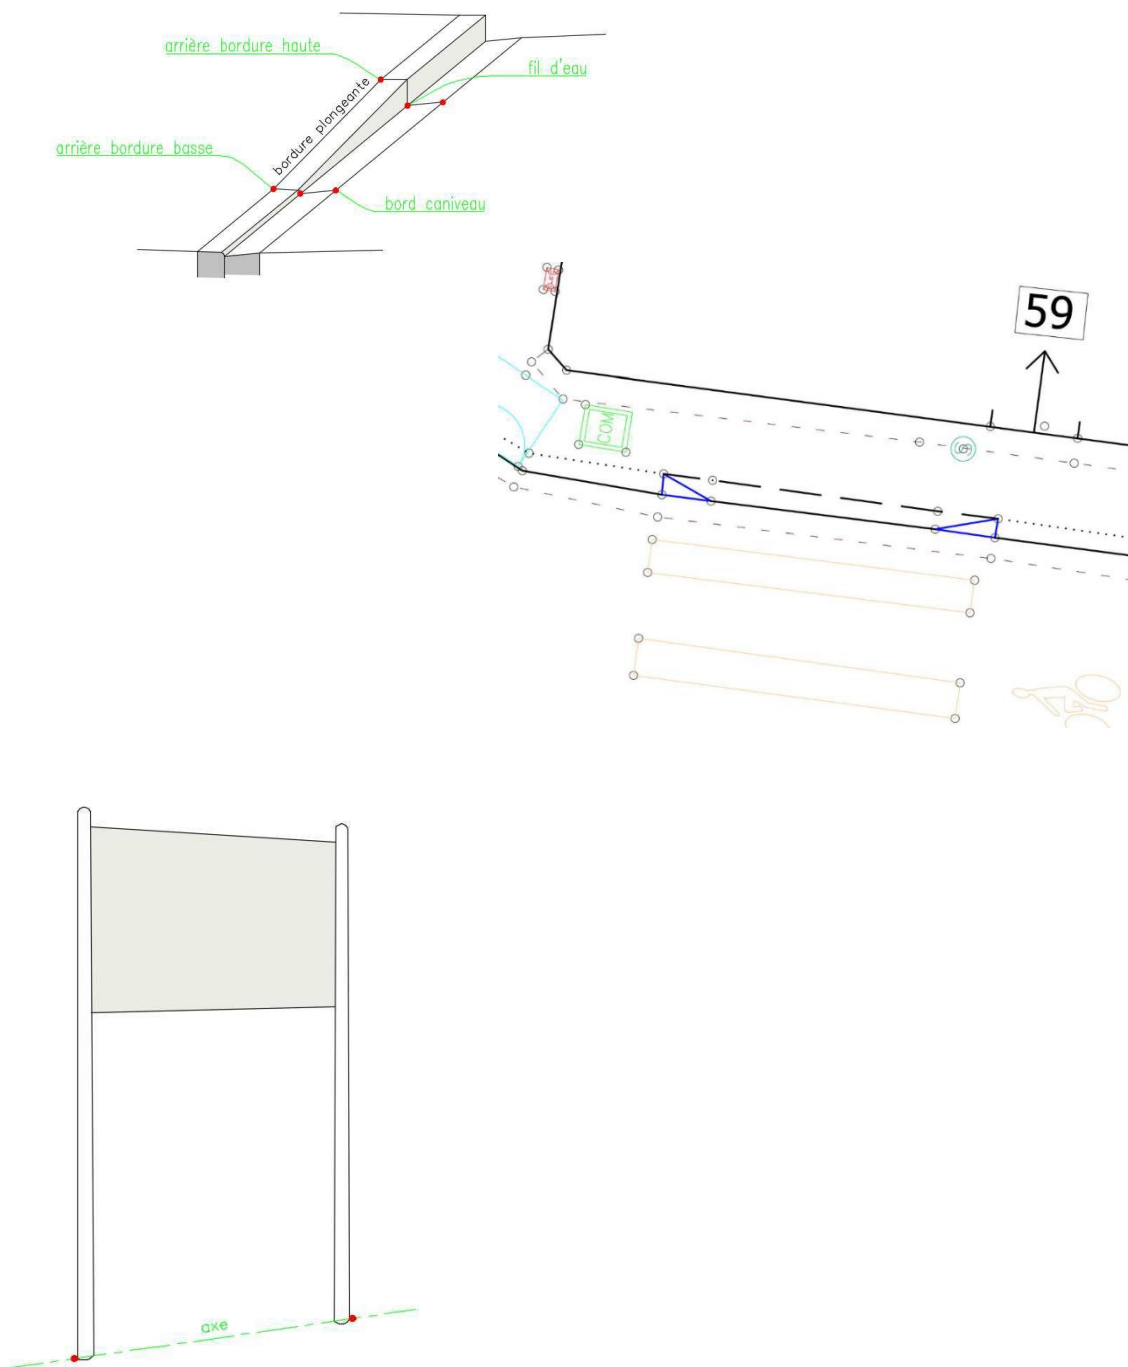 arrière bordure haute
fil d'eau
bordure plongeante
arrière bordure basse
bord caniveau
59
COM
axe